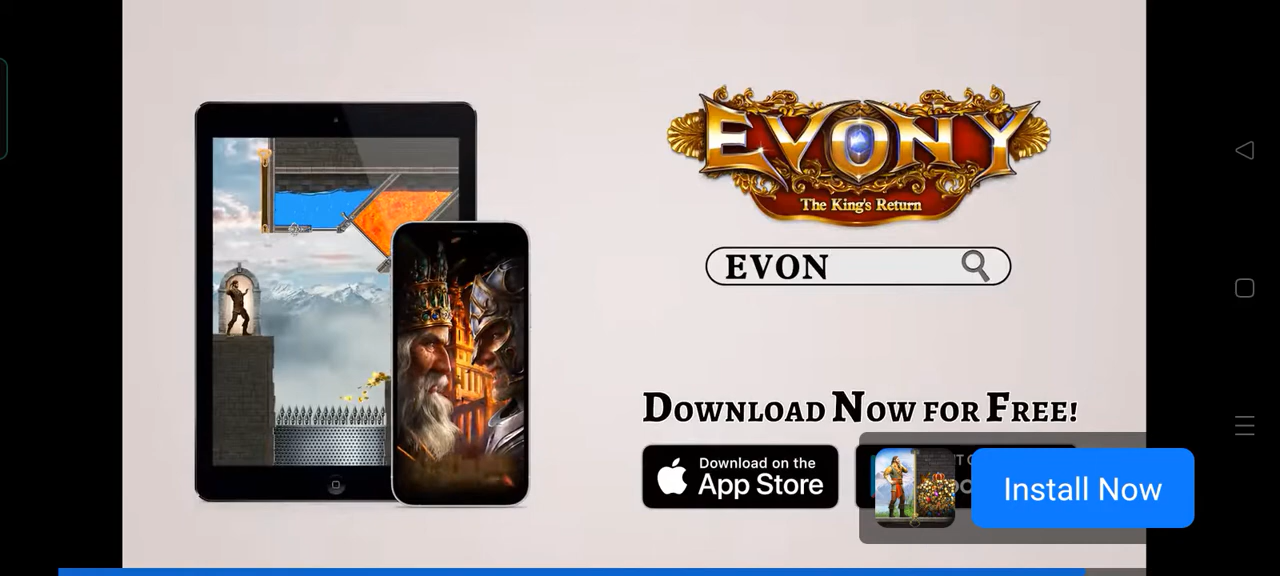 EVONY
The King's Return
EVON
Download Now for Free!
Download on the
App Store
Install Now